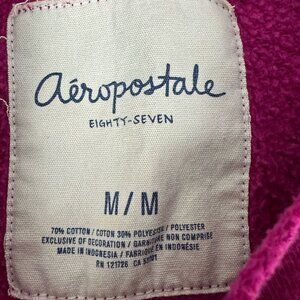 aéropostale
EIGHTY-SEVEN
M/M
70% COTTON / COTON 30% POLYESTER / POLYESTER
EXCLUSIVE OF DECORATION / GARNITURE NON COMPRISE
MADE IN INDONESIA / FABRIQUÉ EN INDONÉSIE
RN 121726 CA